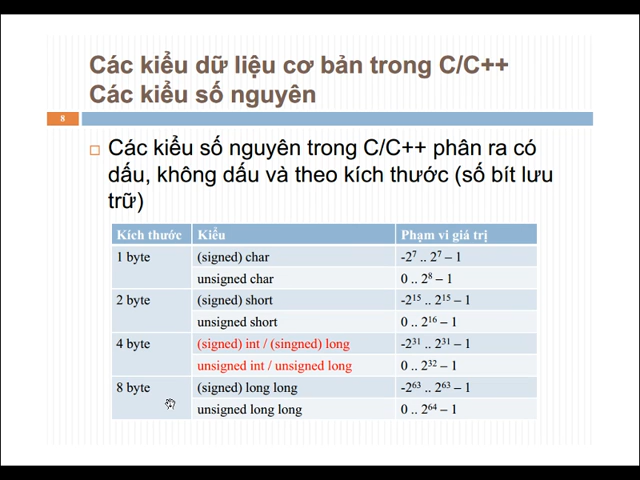 Các kiểu dữ liệu cơ bản trong C/C++
Các kiểu số nguyên
8
Các kiểu số nguyên trong C/C++ phân ra có
dấu, không dấu và theo kích thước (số bít lưu
trữ)
Kích thước Kiểu Phạm vi giá trị
1 byte (signed) char -2⁷ .. 2⁷ – 1
unsigned char 0 .. 2⁸ – 1
2 byte (signed) short -2¹⁵ .. 2¹⁵ – 1
unsigned short 0 .. 2¹⁶ – 1
4 byte (signed) int / (singned) long -2³¹ .. 2³¹ – 1
unsigned int / unsigned long 0 .. 2³² – 1
8 byte (signed) long long -2⁶³ .. 2⁶³ – 1
unsigned long long 0 .. 2⁶⁴ – 1